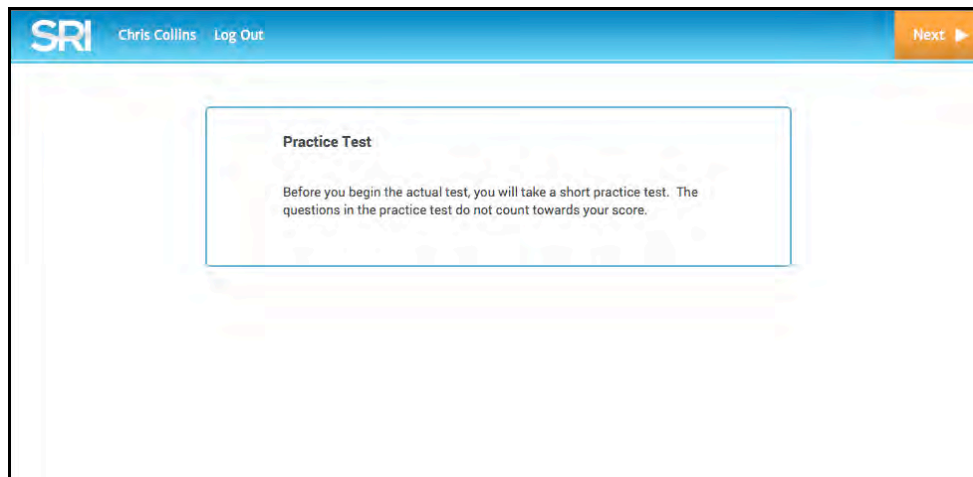 SRI Chris Collins Log Out Next
Practice Test
Before you begin the actual test, you will take a short practice test. The
questions in the practice test do not count towards your score.